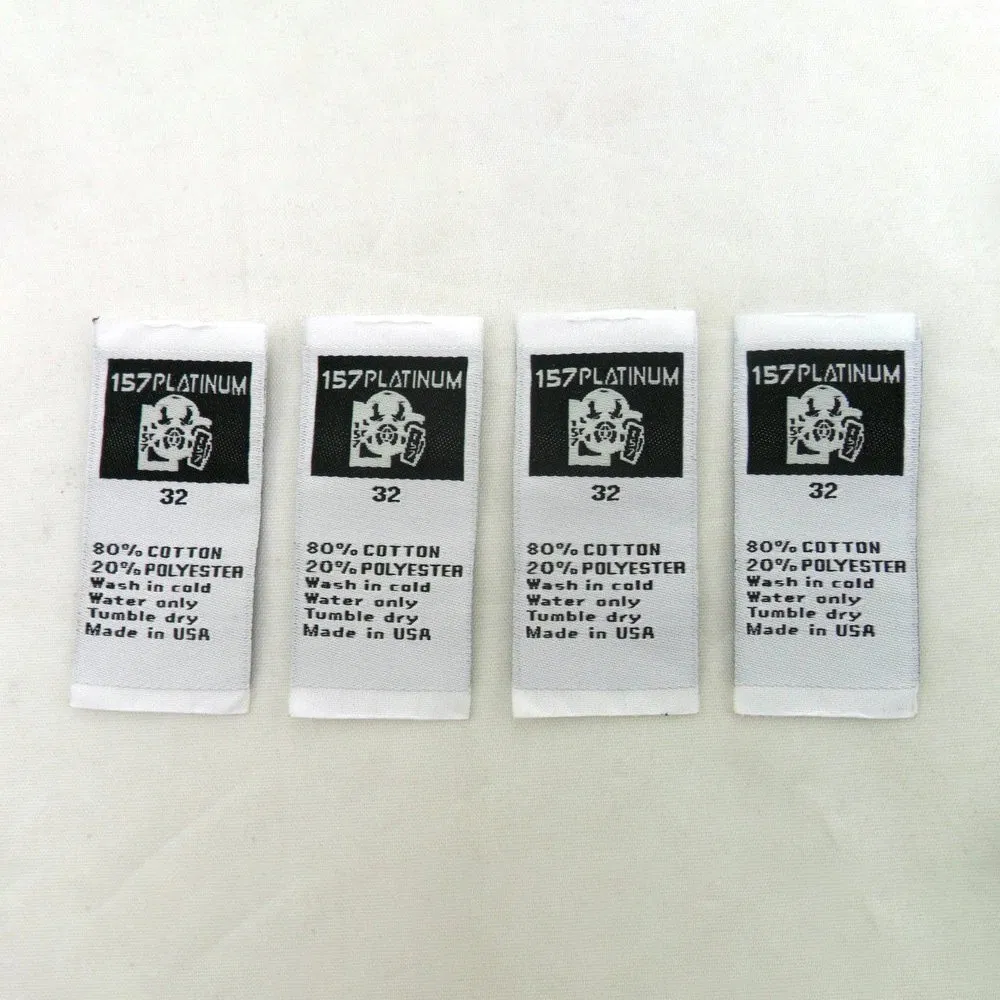 157PLATINUM
32
80% COTTON
20% POLYESTER
Wash in cold
Water only
Tumble dry
Made in USA
157PLATINUM
32
80% COTTON
20% POLYESTER
Wash in cold
Water only
Tumble dry
Made in USA
157PLATINUM
32
80% COTTON
20% POLYESTER
Wash in cold
Water only
Tumble dry
Made in USA
157PLATINUM
32
80% COTTON
20% POLYESTER
Wash in cold
Water only
Tumble dry
Made in USA